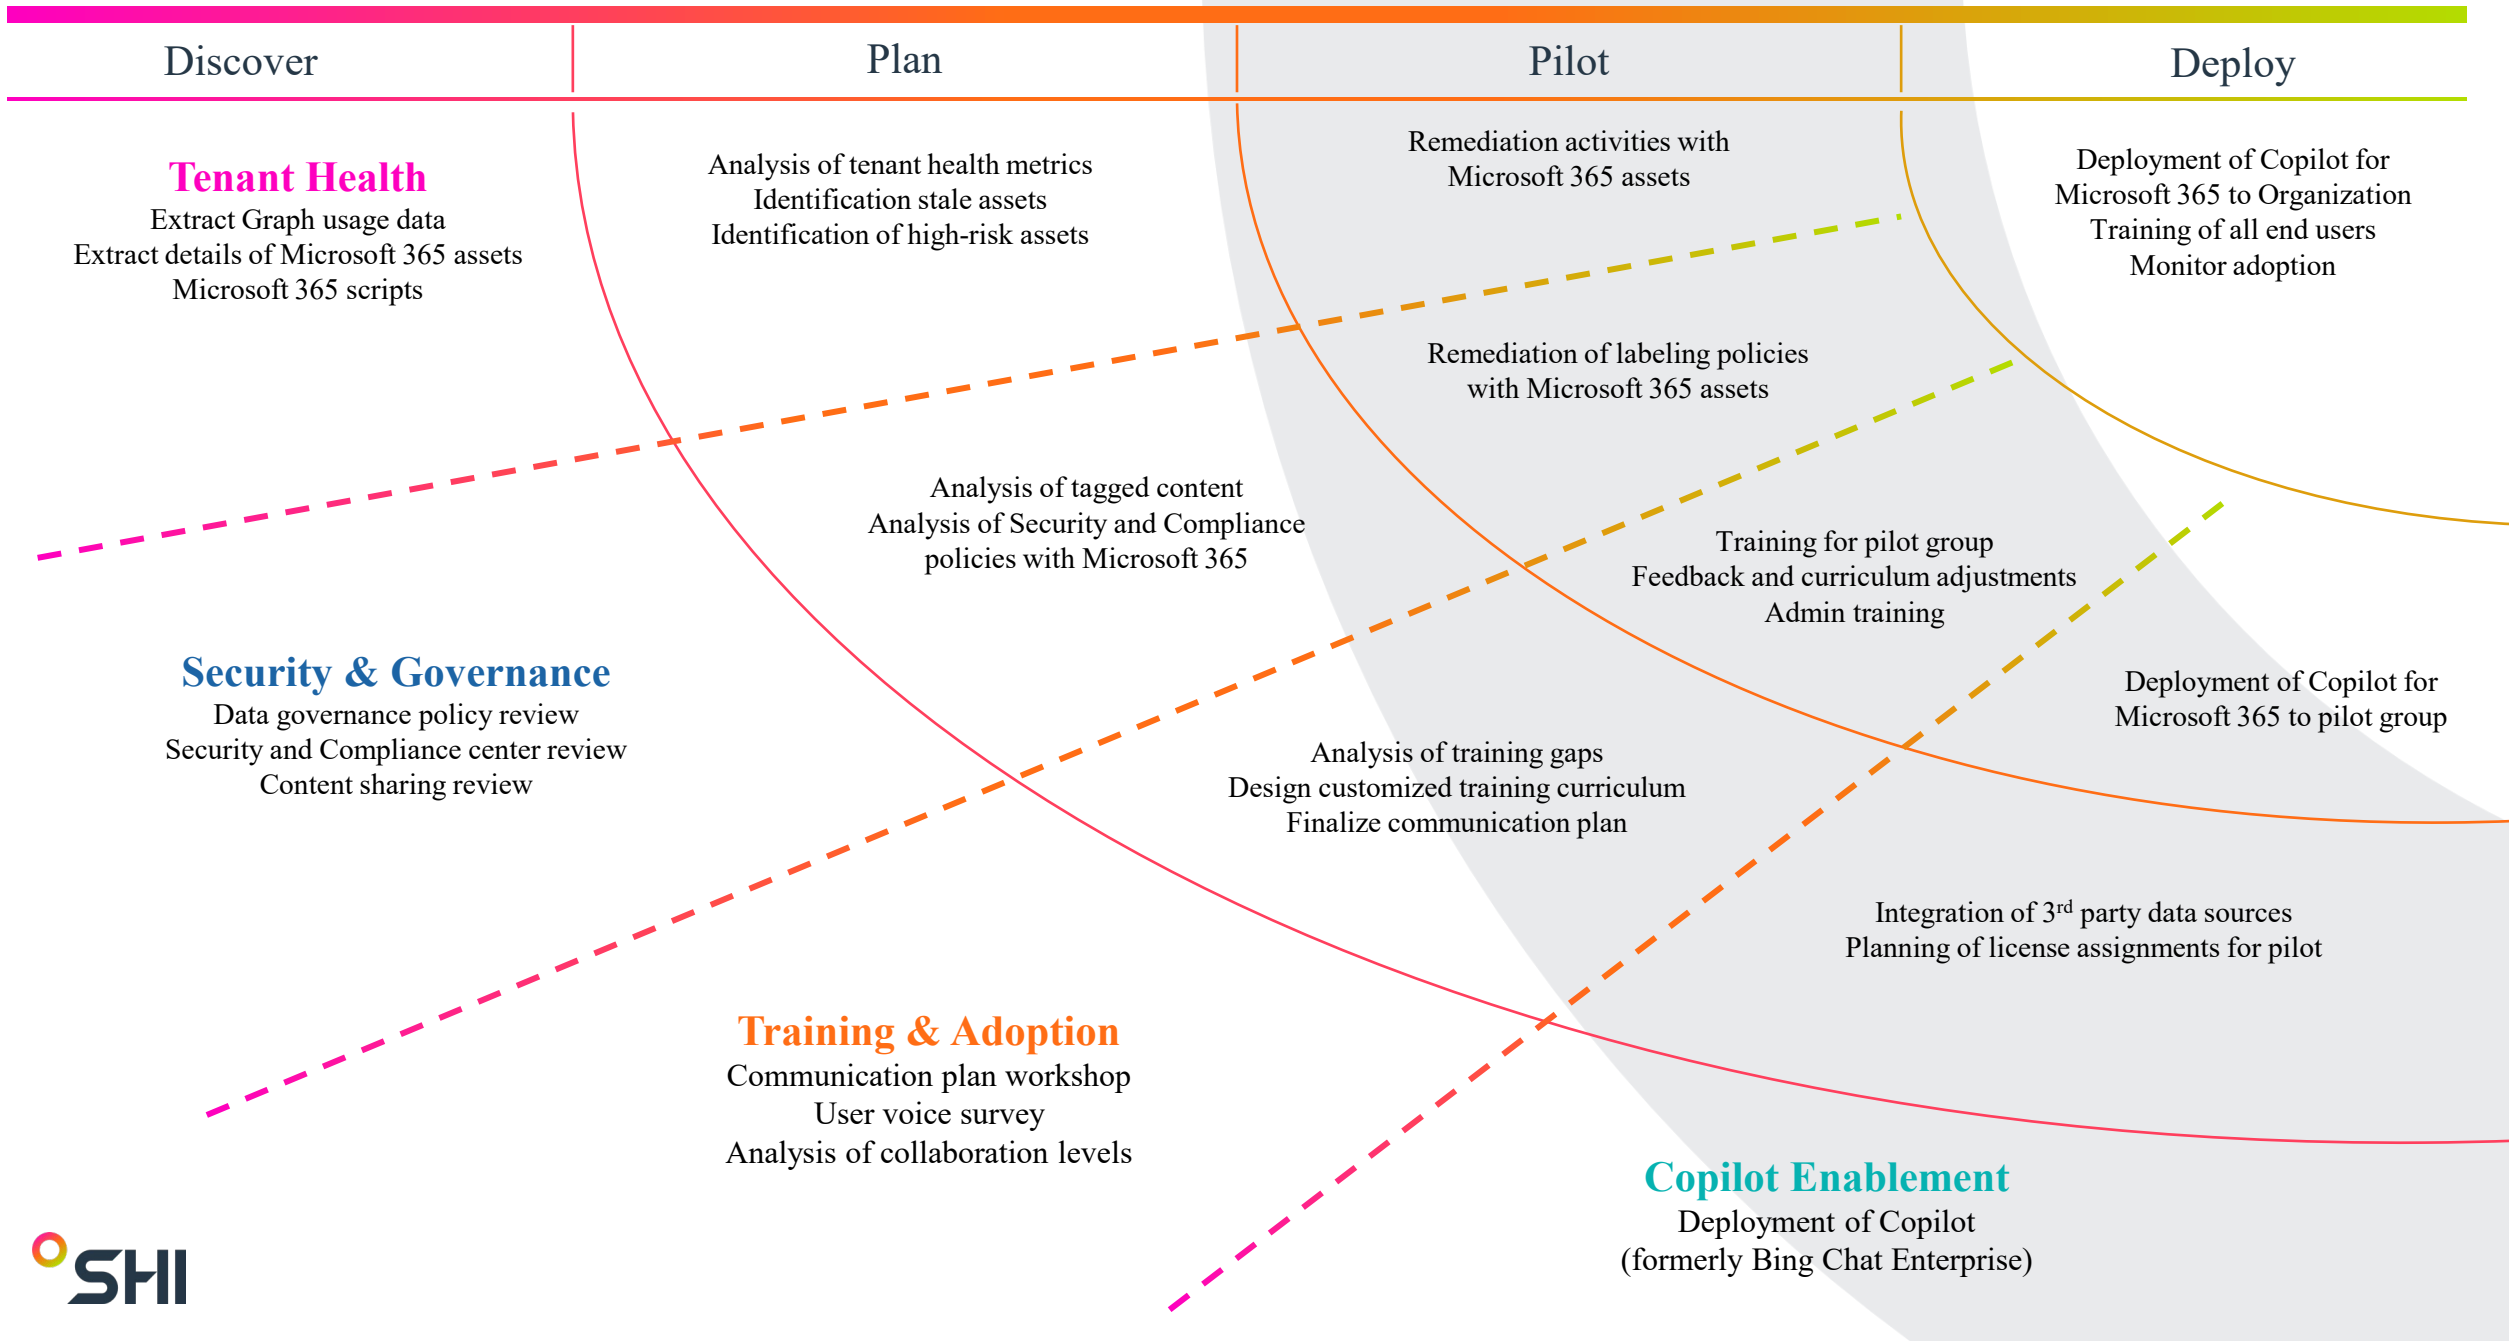 Discover
Plan
Pilot
Deploy
Tenant Health
Extract Graph usage data
Extract details of Microsoft 365 assets
Microsoft 365 scripts
Analysis of tenant health metrics
Identification stale assets
Identification of high-risk assets
Remediation activities with
Microsoft 365 assets
Deployment of Copilot for
Microsoft 365 to Organization
Training of all end users
Monitor adoption
Security & Governance
Data governance policy review
Security and Compliance center review
Content sharing review
Analysis of tagged content
Analysis of Security and Compliance
policies with Microsoft 365
Remediation of labeling policies
with Microsoft 365 assets
Training & Adoption
Communication plan workshop
User voice survey
Analysis of collaboration levels
Analysis of training gaps
Design customized training curriculum
Finalize communication plan
Training for pilot group
Feedback and curriculum adjustments
Admin training
Copilot Enablement
Deployment of Copilot
(formerly Bing Chat Enterprise)
Integration of 3rd party data sources
Planning of license assignments for pilot
Deployment of Copilot for
Microsoft 365 to pilot group
SHI